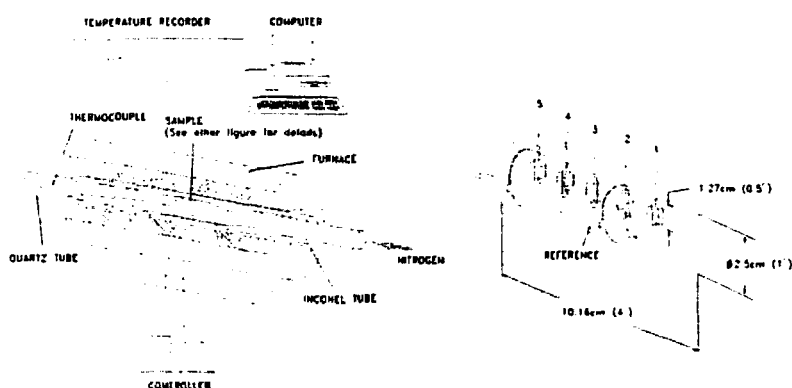 TEMPERATURE RECORDER
COMPUTER
THERMOCOUPLE
SAMPLE
(See other figure for details)
FURNACE
QUARTZ TUBE
NITROGEN
INCONEL TUBE
CONTROLLER
5
4
3
2
1
1.27cm (0.5")
REFERENCE
Ø2.5cm (1")
10.16cm (4")